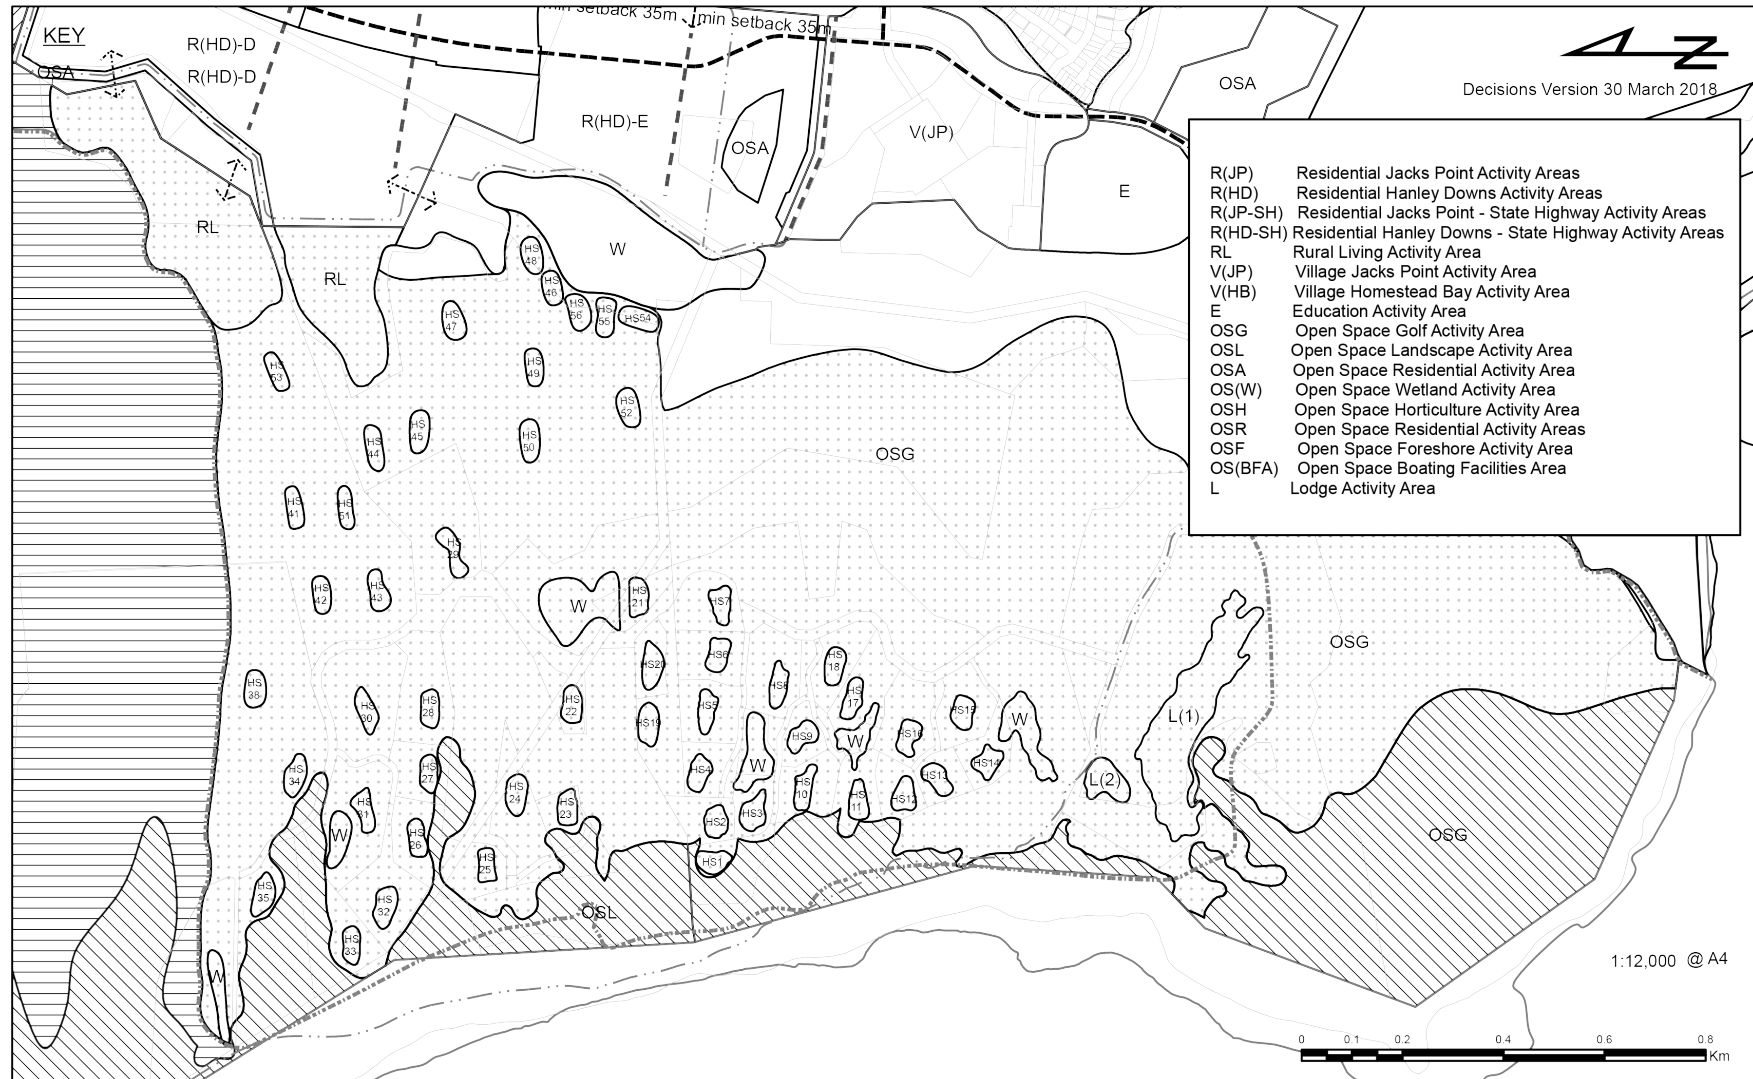 KEY
R(HD)-D
R(HD)-D
OSA
min setback 35m
min setback 35m
R(HD)-E
OSA
V(JP)
E
OSA
N
Decisions Version 30 March 2018
R(JP) Residential Jacks Point Activity Areas
R(HD) Residential Hanley Downs Activity Areas
R(JP-SH) Residential Jacks Point - State Highway Activity Areas
R(HD-SH) Residential Hanley Downs - State Highway Activity Areas
RL Rural Living Activity Area
V(JP) Village Jacks Point Activity Area
V(HB) Village Homestead Bay Activity Area
E Education Activity Area
OSG Open Space Golf Activity Area
OSL Open Space Landscape Activity Area
OSA Open Space Residential Activity Area
OS(W) Open Space Wetland Activity Area
OSH Open Space Horticulture Activity Area
OSR Open Space Residential Activity Areas
OSF Open Space Foreshore Activity Area
OS(BFA) Open Space Boating Facilities Area
L Lodge Activity Area
RL
RL
W
HS
48
HS
46
HS
56
HS
55
HS54
HS
47
HS
53
HS
49
HS
52
HS
45
HS
44
HS
50
OSG
HS
41
HS
51
HS
29
HS
42
HS
43
W
HS
21
HS7
HS6
HS20
HS
18
OSG
HS
38
HS
30
HS
28
HS
22
HS19
HS5
HS8
HS
17
HS9
W
HS16
HS15
W
L(1)
HS
34
HS
27
HS
24
HS4
W
HS
10
HS13
HS14
L(2)
HS
31
W
HS
26
HS
23
HS2
HS3
HS
11
HS12
OSG
HS
25
HS1
HS
35
HS
32
OSL
HS
33
W
1:12,000 @ A4
0 0.1 0.2 0.4 0.6 0.8
Km